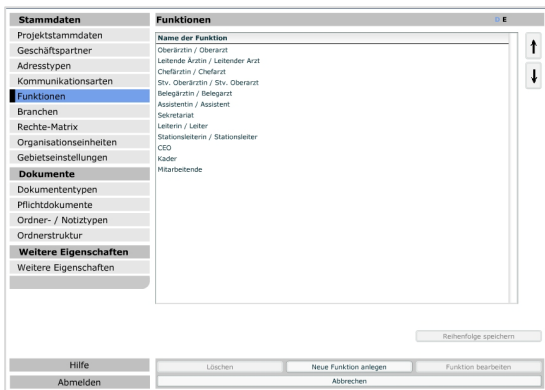 Stammdaten
Projektstammdaten
Geschäftspartner
Adresstypen
Kommunikationsarten
Funktionen
Branchen
Rechte-Matrix
Organisationseinheiten
Gebietseinstellungen
Dokumente
Dokumententypen
Pflichtdokumente
Ordner- / Notiztypen
Ordnerstruktur
Weitere Eigenschaften
Weitere Eigenschaften
Hilfe
Abmelden
Funktionen
D E
Name der Funktion
Oberärztin / Oberarzt
Leitende Ärztin / Leitender Arzt
Chefärztin / Chefarzt
Stv. Oberärztin / Stv. Oberarzt
Belegärztin / Belegarzt
Assistentin / Assistent
Sekretariat
Leiterin / Leiter
Stationsleiterin / Stationsleiter
CEO
Kader
Mitarbeitende
Reihenfolge speichern
Löschen
Neue Funktion anlegen
Funktion bearbeiten
Abbrechen